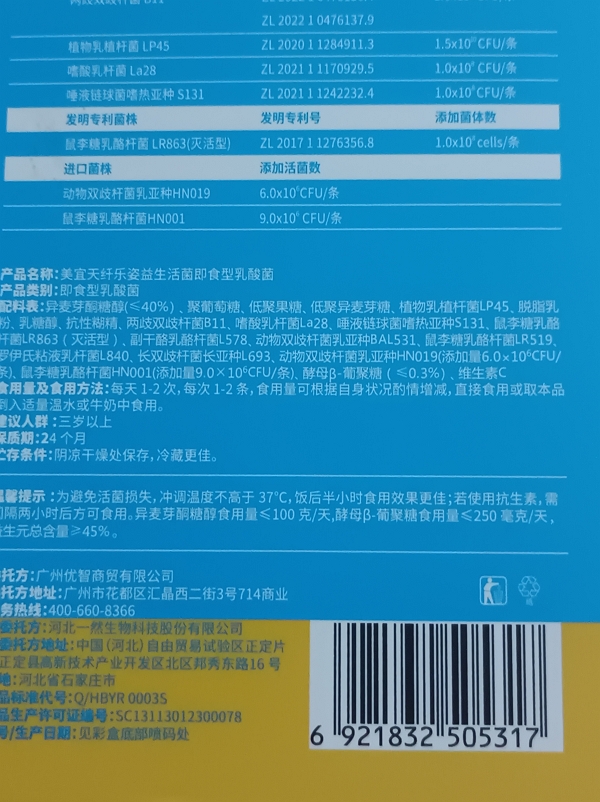 两歧双歧杆菌B11
ZL 2022 1 0476137.9
植物乳植杆菌 LP45 ZL 2020 1 1284911.3 1.5x10 CFU/条
嗜酸乳杆菌 La28 ZL 2021 1 1170929.5 1.0x10 CFU/条
唾液链球菌嗜热亚种 S131 ZL 2021 1 1242232.4 1.0x10 CFU/条
发明专利菌株 发明专利号 添加菌体数
鼠李糖乳酪杆菌 LR863(灭活型) ZL 2017 1 1276356.8 1.0x10 cells/条
进口菌株 添加活菌数
动物双歧杆菌乳亚种HN019 6.0x10⁶CFU/条
鼠李糖乳酪杆菌HN001 9.0x10⁶ CFU/条
产品名称:美宜天纤乐姿益生活菌即食型乳酸菌
产品类别:即食型乳酸菌
配料表:异麦芽酮糖醇(≤40%)、聚葡萄糖、低聚果糖、低聚异麦芽糖、植物乳植杆菌LP45、脱脂乳
粉、乳糖醇、抗性糊精、两歧双歧杆菌B11、嗜酸乳杆菌La28、唾液链球菌嗜热亚种S131、鼠李糖乳酪
杆菌LR863(灭活型)、副干酪乳酪杆菌L578、动物双歧杆菌乳亚种BAL531、鼠李糖乳酪杆菌LR519、
罗伊氏粘液乳杆菌L840、长双歧杆菌长亚种L693、动物双歧杆菌乳亚种HN019(添加量6.0×10⁶CFU/
条)、鼠李糖乳酪杆菌HN001(添加量9.0×10⁶CFU/条)、酵母β-葡聚糖(≤0.3%)、维生素C
食用量及食用方法:每天 1-2 次,每次 1-2 条,食用量可根据自身状况酌情增减,直接食用或取本品
倒入适量温水或牛奶中食用。
建议人群:三岁以上
保质期:24 个月
贮存条件:阴凉干燥处保存,冷藏更佳。
温馨提示:为避免活菌损失,冲调温度不高于 37℃,饭后半小时食用效果更佳;若使用抗生素,需
间隔两小时后方可食用。异麦芽酮糖醇食用量≤100 克/天,酵母β-葡聚糖食用量≤250 毫克/天,
益生元总含量≥45%。
委托方:广州优智商贸有限公司
委托方地址:广州市花都区汇晶西二街3号714商业
服务热线:400-660-8366
受委托方:河北一然生物科技股份有限公司
受委托方地址:中国(河北)自由贸易试验区正定片
区正定县高新技术产业开发区北区邦秀东路16 号
产地:河北省石家庄市
产品标准代号:Q/HBYR 0003S
食品生产许可证编号:SC13113012300078
批号/生产日期:见彩盒底部喷码处
6 921832 505317